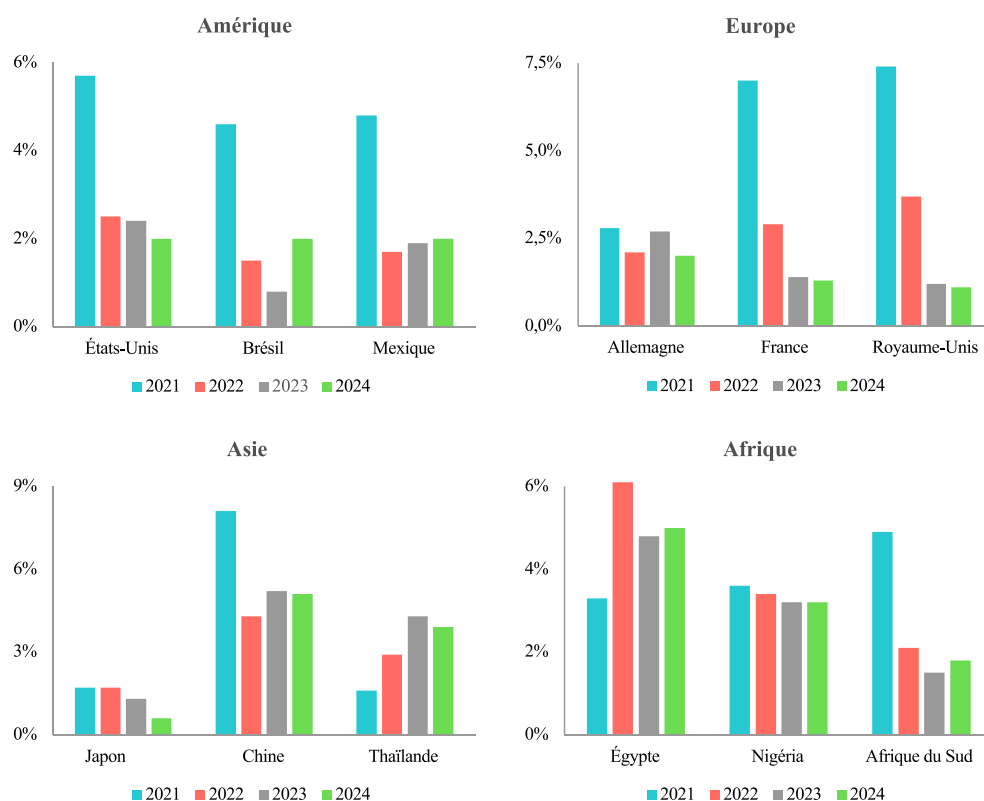 Amérique
6%
4%
2%
0%
États-Unis Brésil Mexique
2021 2022 2023 2024
Europe
7,5%
5,0%
2,5%
0,0%
Allemagne France Royaume-Unis
2021 2022 2023 2024
Asie
9%
6%
3%
0%
Japon Chine Thaïlande
2021 2022 2023 2024
Afrique
6%
4%
2%
0%
Égypte Nigéria Afrique du Sud
2021 2022 2023 2024